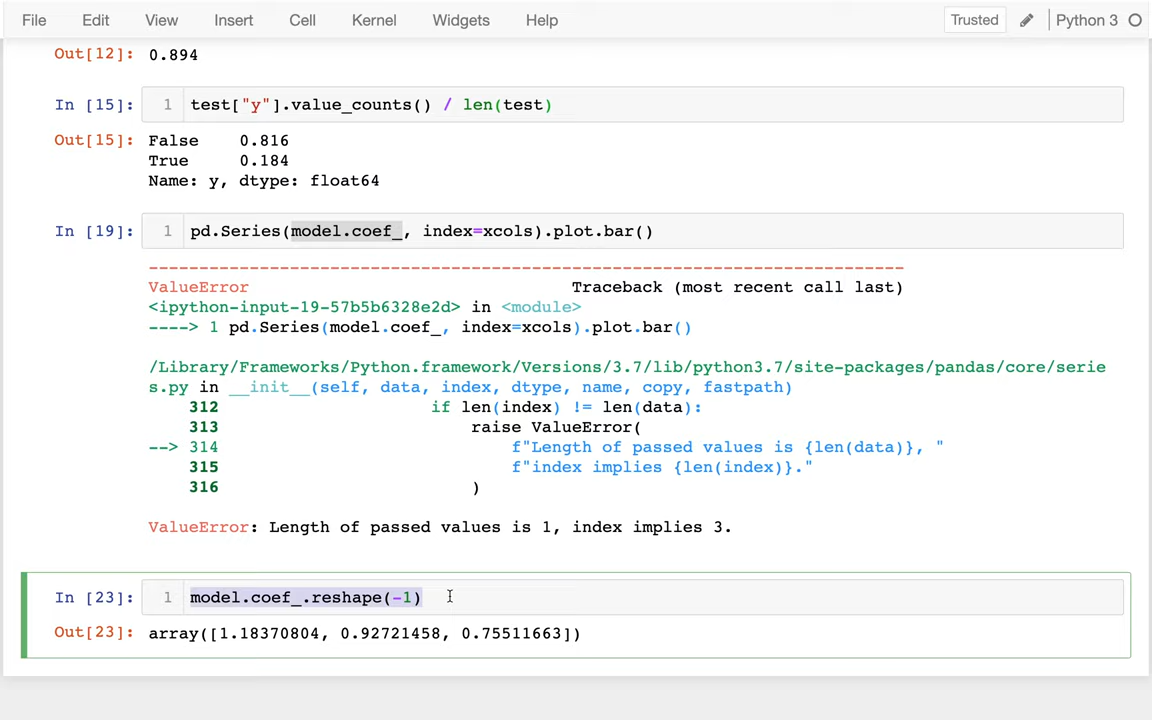 File Edit View Insert Cell Kernel Widgets Help Trusted Python 3
Out[12]: 0.894
In [15]: 1 test["y"].value_counts() / len(test)
Out[15]: False 0.816
True 0.184
Name: y, dtype: float64
In [19]: 1 pd.Series(model.coef_, index=xcols).plot.bar()
---------------------------------------------------------------------------
ValueError Traceback (most recent call last)
<ipython-input-19-57b5b6328e2d> in <module>
----> 1 pd.Series(model.coef_, index=xcols).plot.bar()
/Library/Frameworks/Python.framework/Versions/3.7/lib/python3.7/site-packages/pandas/core/serie
s.py in __init__(self, data, index, dtype, name, copy, fastpath)
312 if len(index) != len(data):
313 raise ValueError(
--> 314 f"Length of passed values is {len(data)}, "
315 f"index implies {len(index)}."
316 )
ValueError: Length of passed values is 1, index implies 3.
In [23]: 1 model.coef_.reshape(-1)
Out[23]: array([1.18370804, 0.92721458, 0.75511663])